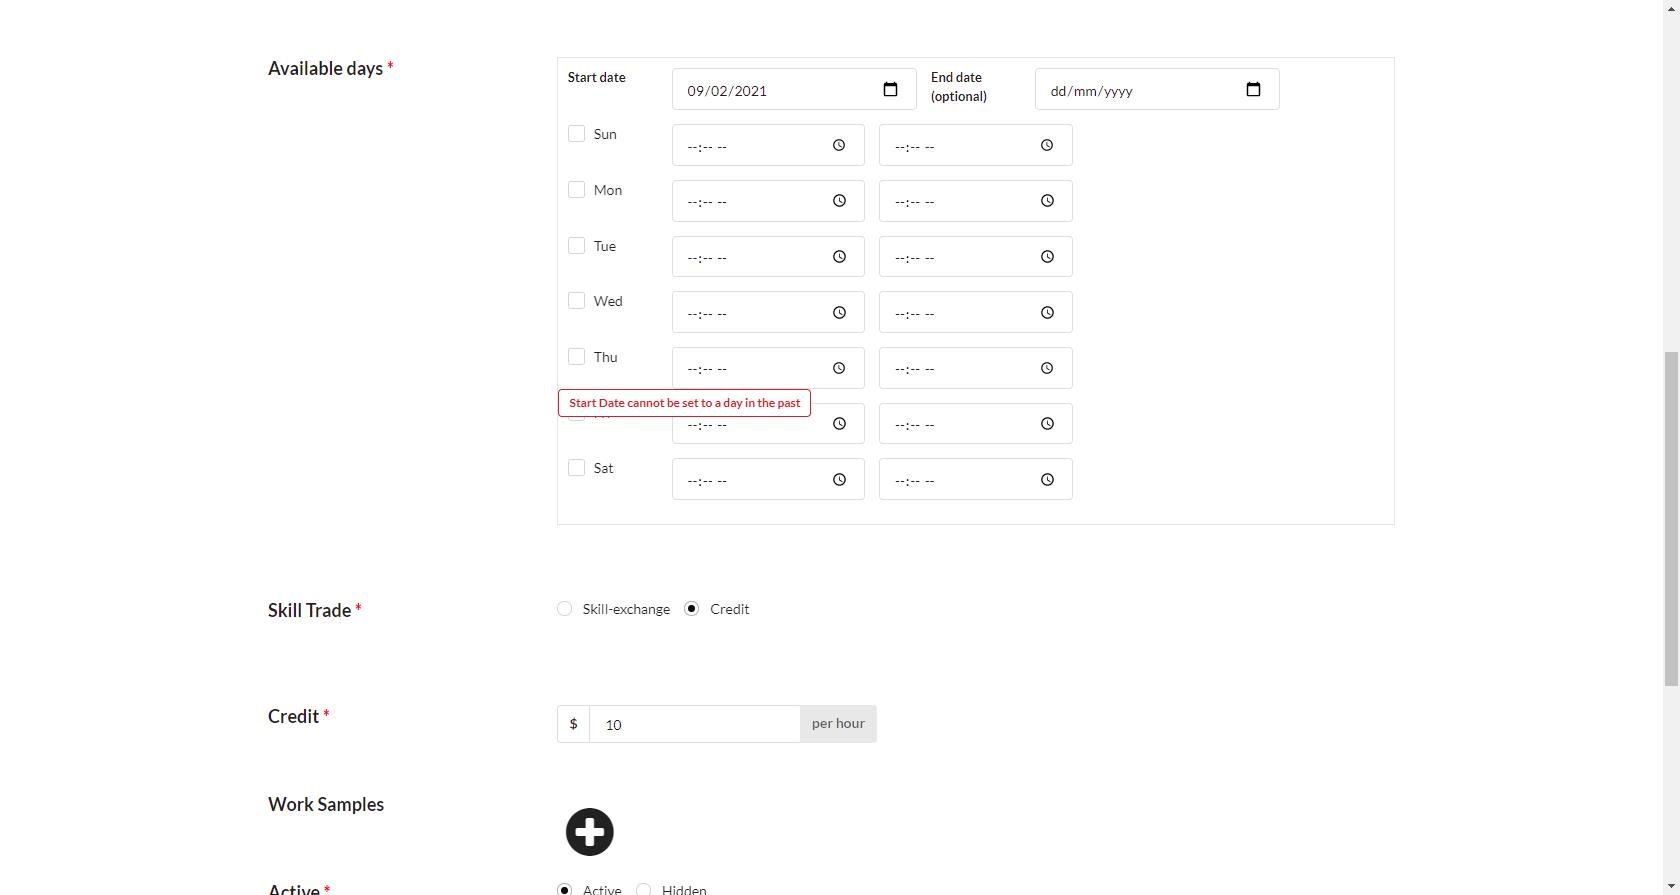 Available days *
Start date 09/02/2021 End date (optional) dd/mm/yyyy
Sun --:-- -- --:-- --
Mon --:-- -- --:-- --
Tue --:-- -- --:-- --
Wed --:-- -- --:-- --
Thu --:-- -- --:-- --
Start Date cannot be set to a day in the past
--:-- -- --:-- --
Sat --:-- -- --:-- --
Skill Trade * Skill-exchange Credit
Credit * $ 10 per hour
Work Samples
Active * Active Hidden